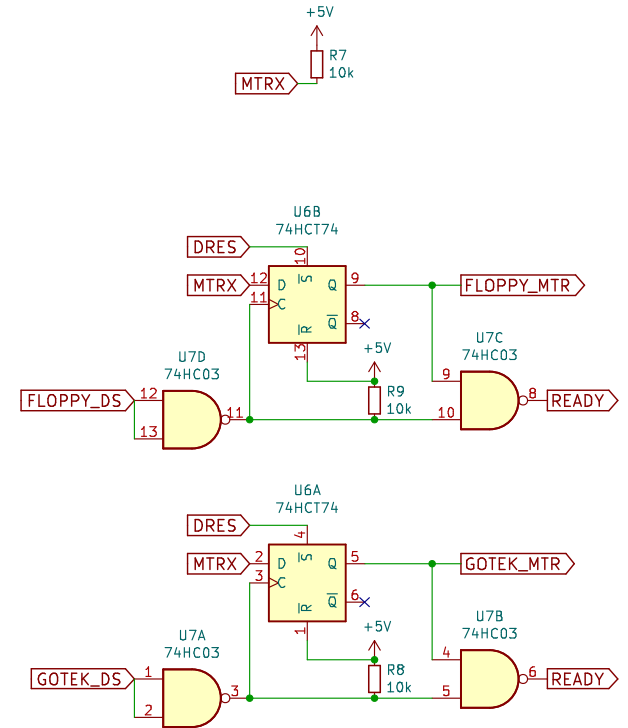 +5V
R7
10k
MTRX
U6B
74HCT74
DRES
10
S
MTRX
12
D
Q
9
FLOPPY_MTR
11
C
Q
8
R
13
+5V
U7C
74HC03
U7D
74HC03
R9
10k
9
8
READY
10
FLOPPY_DS
12
11
13
U6A
74HCT74
DRES
4
S
MTRX
2
D
Q
5
GOTEK_MTR
3
C
Q
6
R
1
+5V
U7B
74HC03
U7A
74HC03
R8
10k
4
6
READY
5
GOTEK_DS
1
3
2